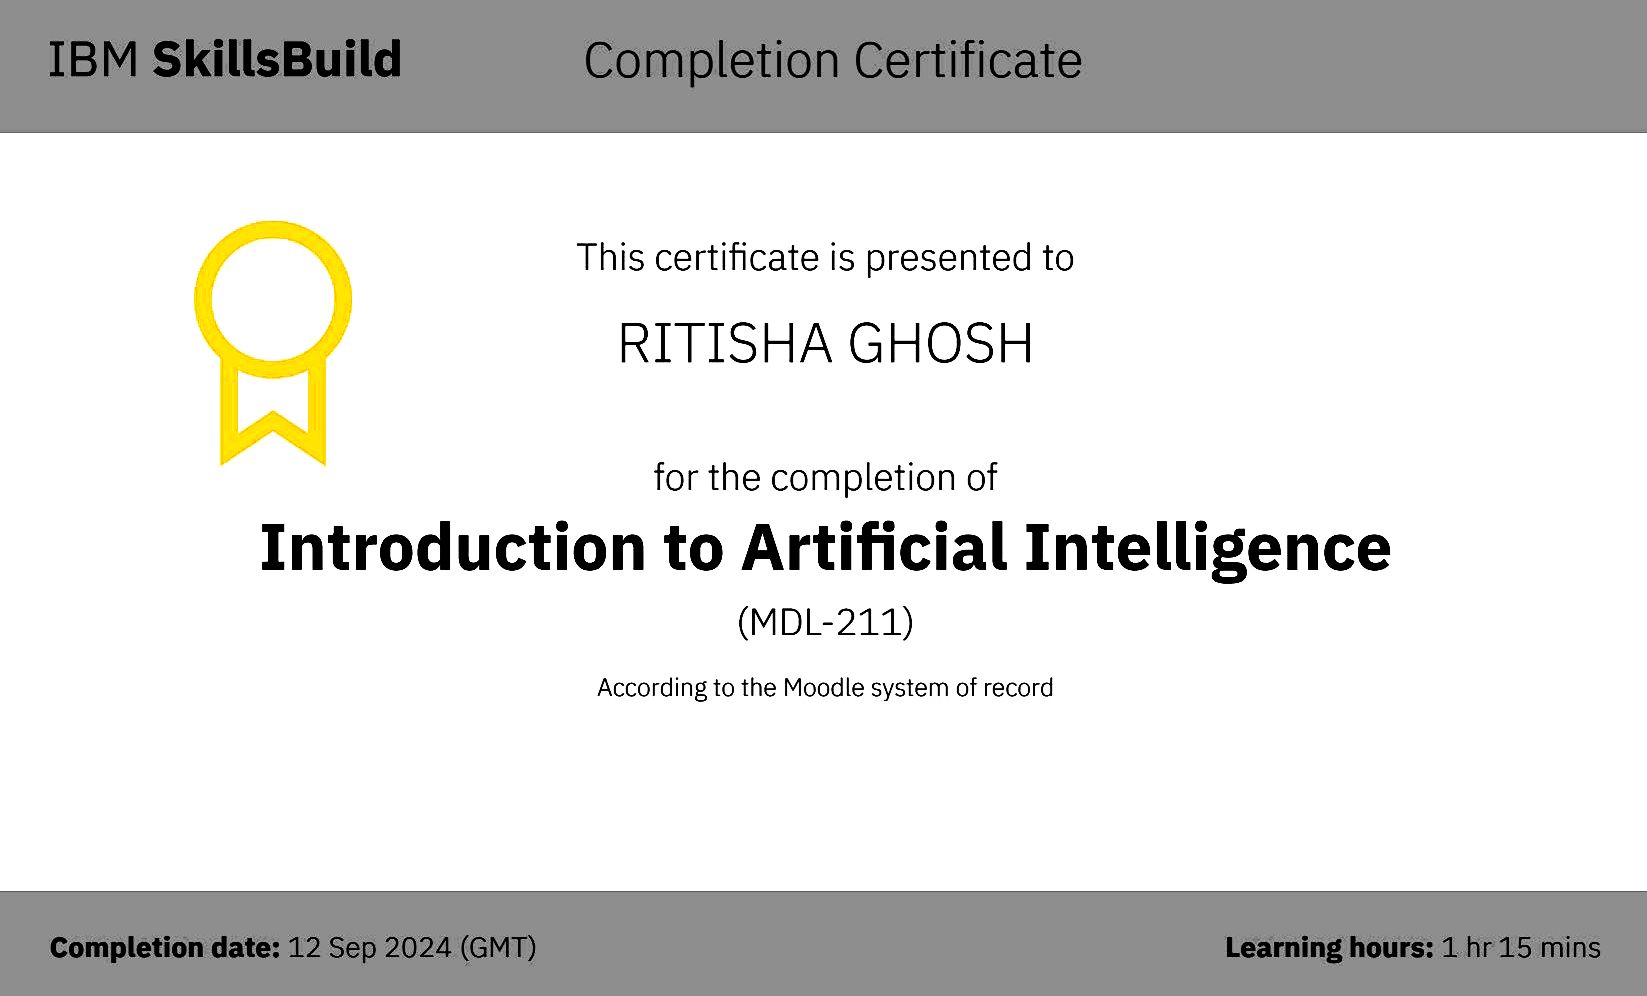 IBM SkillsBuild
Completion Certificate
This certificate is presented to
RITISHA GHOSH
for the completion of
Introduction to Artificial Intelligence
(MDL-211)
According to the Moodle system of record
Completion date: 12 Sep 2024 (GMT)
Learning hours: 1 hr 15 mins